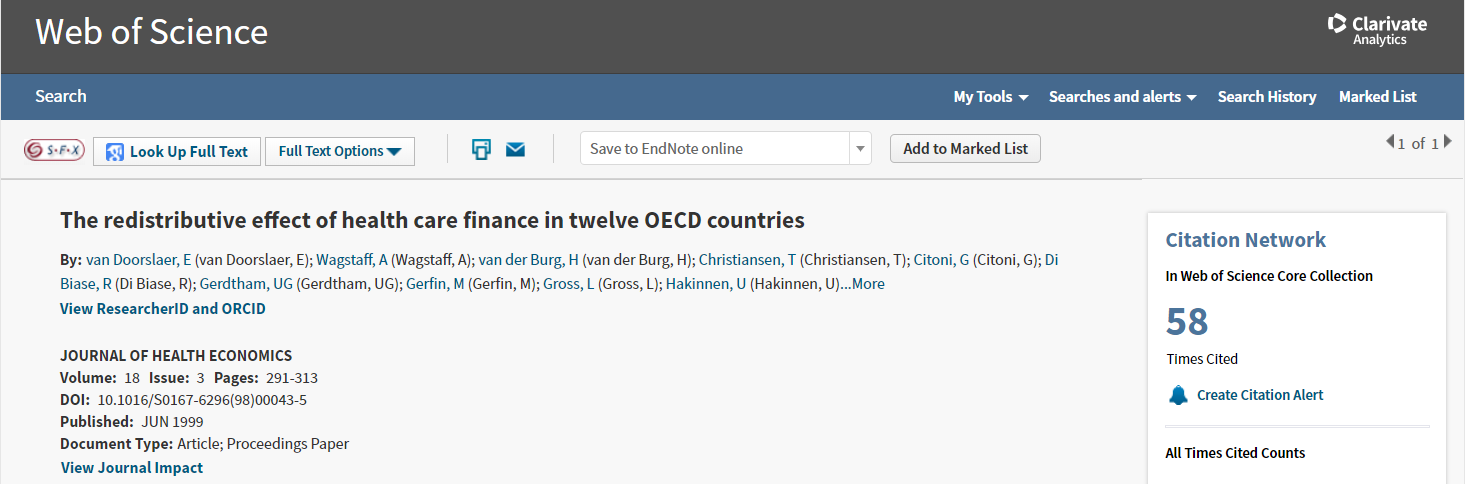 Web of Science
Clarivate
Analytics
Search
My Tools
Searches and alerts
Search History
Marked List
S·F·X
Look Up Full Text
Full Text Options
Save to EndNote online
Add to Marked List
1 of 1
The redistributive effect of health care finance in twelve OECD countries
By: van Doorslaer, E (van Doorslaer, E); Wagstaff, A (Wagstaff, A); van der Burg, H (van der Burg, H); Christiansen, T (Christiansen, T); Citoni, G (Citoni, G); Di
Biase, R (Di Biase, R); Gerdtham, UG (Gerdtham, UG); Gerfin, M (Gerfin, M); Gross, L (Gross, L); Hakinnen, U (Hakinnen, U)...More
View ResearcherID and ORCID
JOURNAL OF HEALTH ECONOMICS
Volume: 18 Issue: 3 Pages: 291-313
DOI: 10.1016/S0167-6296(98)00043-5
Published: JUN 1999
Document Type: Article; Proceedings Paper
View Journal Impact
Citation Network
In Web of Science Core Collection
58
Times Cited
Create Citation Alert
All Times Cited Counts